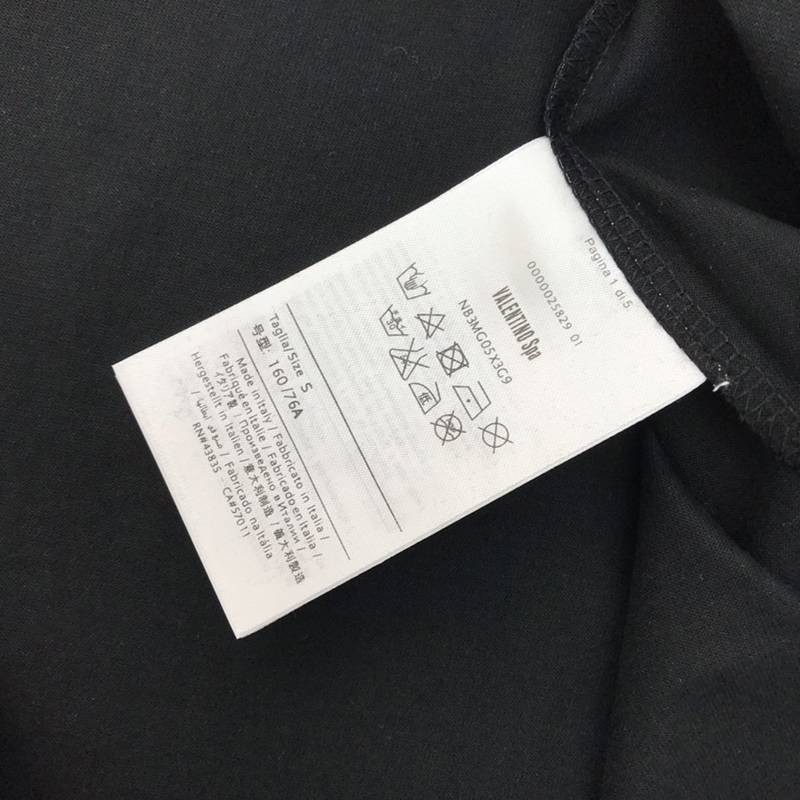 Pagina 1 di 5
0000025829 01
VALENTINO Spa
NB3MG05X3G9
Taglia/Size S
号型: 160/76A
Made in Italy / Fabbricato in Italia /
Fabriqué en Italie / Fabricado en Italia /
イタリア製 / Произведено в Италии /
意大利制造 / 義大利製造
Hergestellt in Italien / Fabricado na Itália
RN#43835 - CA#57011